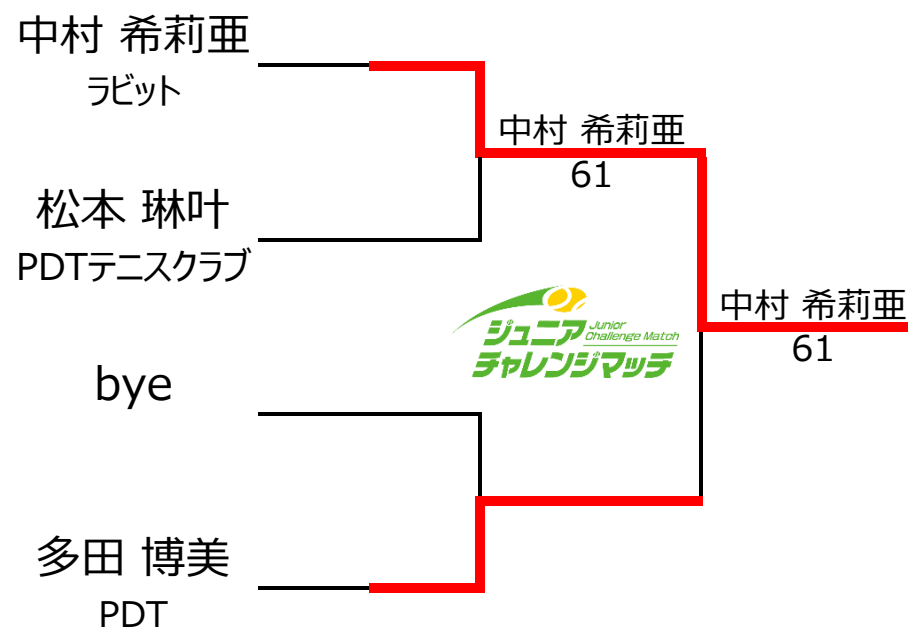 中村 希莉亜
ラビット
中村 希莉亜
61
松本 琳叶
PDTテニスクラブ
ジュニア
Junior
Challenge Match
チャレンジマッチ
中村 希莉亜
61
bye
多田 博美
PDT